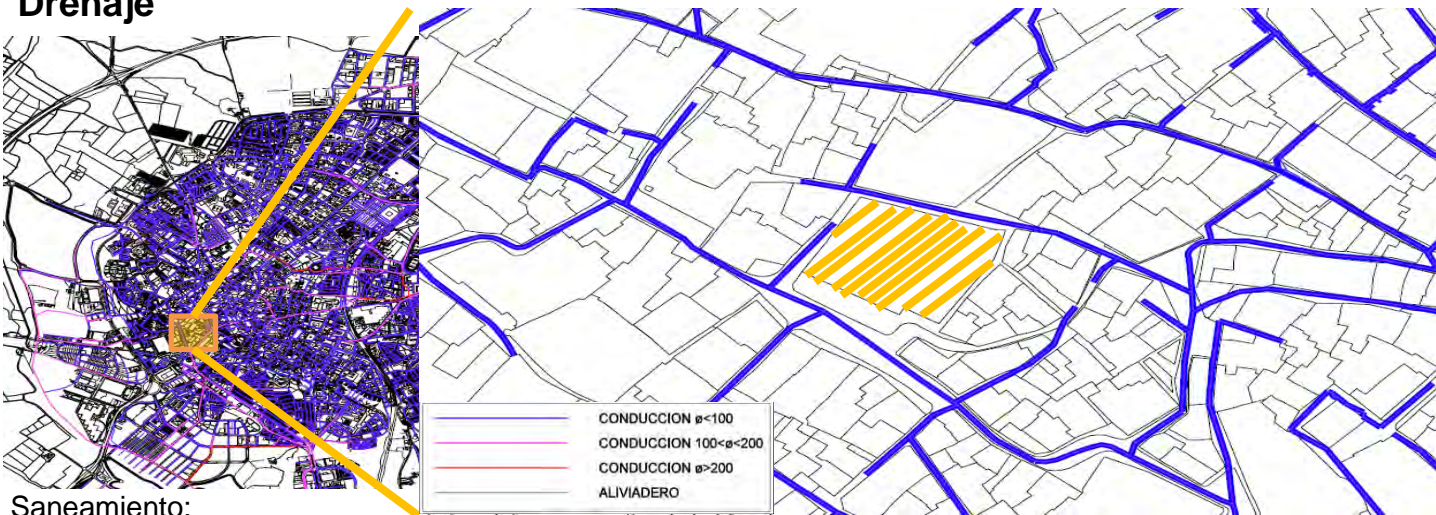 Drenaje
CONDUCCION ø<100
CONDUCCION 100<ø<200
CONDUCCION ø>200
ALIVIADERO
Saneamiento: